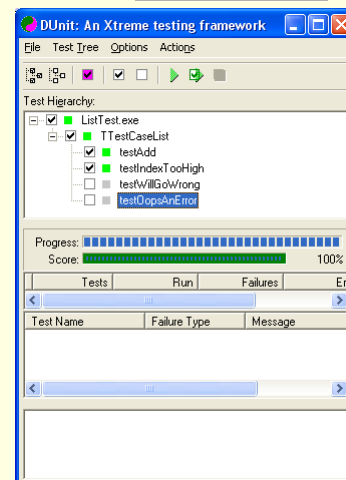 DUnit: An Xtreme testing framework
File Test Tree Options Actions
Test Hierarchy:
ListTest.exe
TTestCaseList
testAdd
testIndexTooHigh
testWillGoWrong
testOopsAnError
Progress:
Score: 100%
Tests Run Failures Er
Test Name Failure Type Message